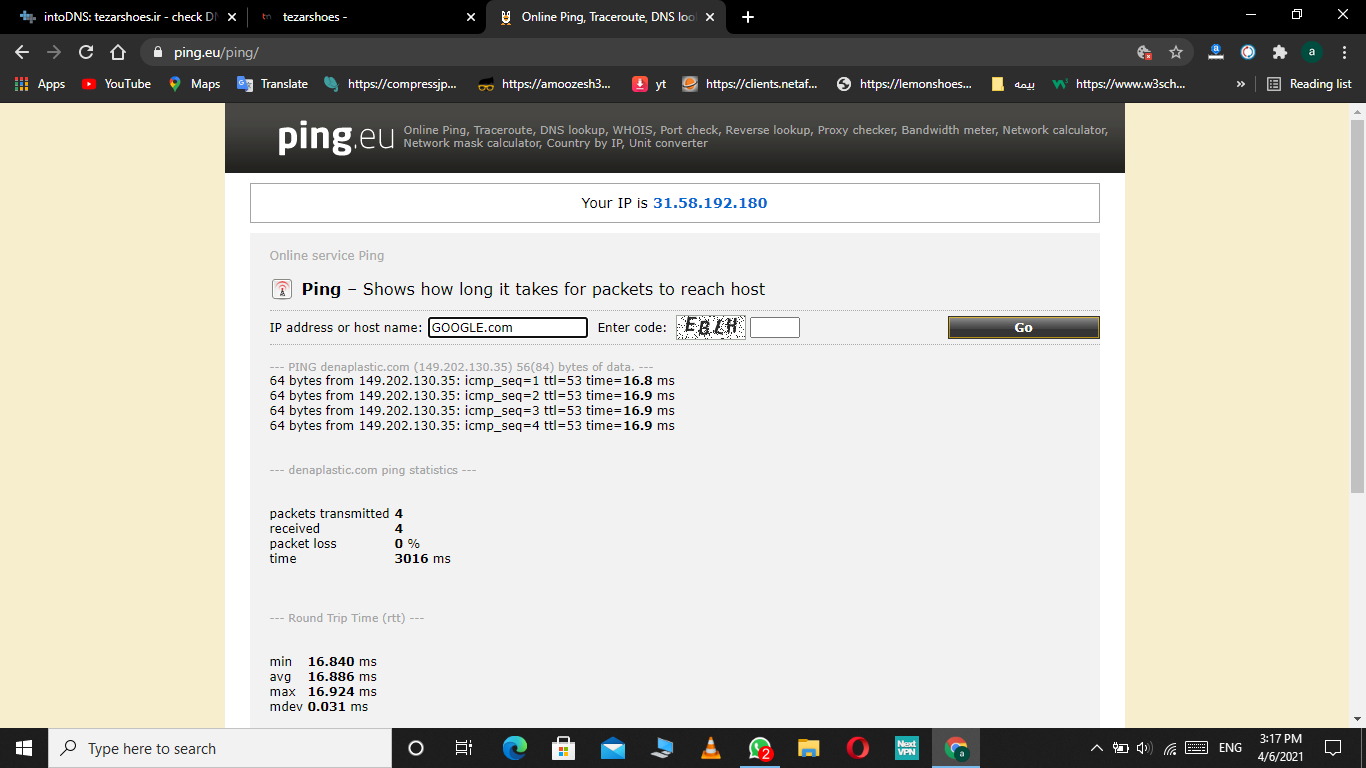 intoDNS: tezarshoes.ir - check DN
tezarshoes -
Online Ping, Traceroute, DNS loo
ping.eu/ping/
a
a
Apps
YouTube
Maps
Translate
https://compressjp...
https://amoozesh3...
yt
https://clients.netaf...
https://lemonshoes...
بیمه
https://www.w3sch...
»
Reading list
ping.eu
Online Ping, Traceroute, DNS lookup, WHOIS, Port check, Reverse lookup, Proxy checker, Bandwidth meter, Network calculator,
Network mask calculator, Country by IP, Unit converter
Your IP is 31.58.192.180
Online service Ping
Ping – Shows how long it takes for packets to reach host
IP address or host name: GOOGLE.com Enter code: Go
--- PING denaplastic.com (149.202.130.35) 56(84) bytes of data. ---
64 bytes from 149.202.130.35: icmp_seq=1 ttl=53 time=16.8 ms
64 bytes from 149.202.130.35: icmp_seq=2 ttl=53 time=16.9 ms
64 bytes from 149.202.130.35: icmp_seq=3 ttl=53 time=16.9 ms
64 bytes from 149.202.130.35: icmp_seq=4 ttl=53 time=16.9 ms
--- denaplastic.com ping statistics ---
packets transmitted 4
received 4
packet loss 0 %
time 3016 ms
--- Round Trip Time (rtt) ---
min 16.840 ms
avg 16.886 ms
max 16.924 ms
mdev 0.031 ms
Type here to search
2
Next
VPN
a
ENG
3:17 PM
4/6/2021